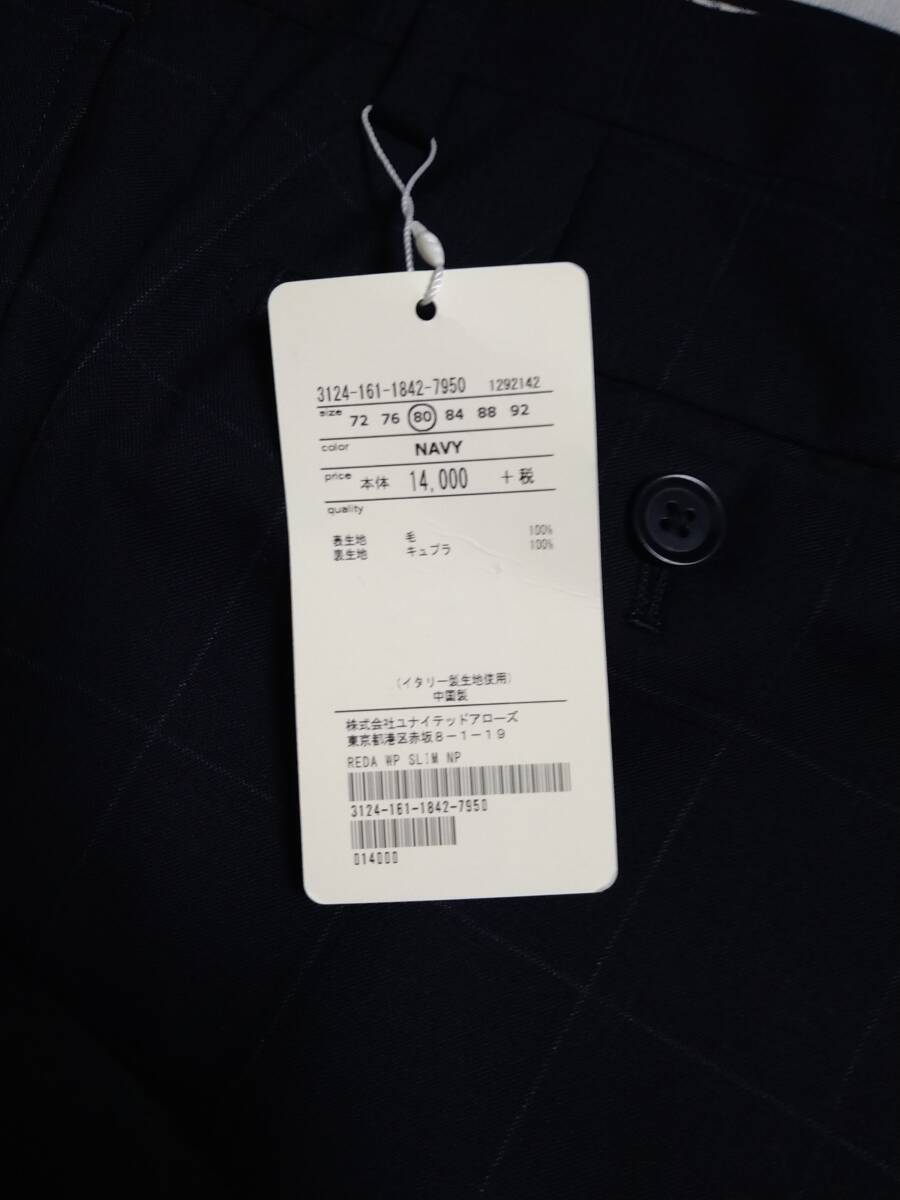 3124-161-1842-7950 1292142
size 72 76 80 84 88 92
color NAVY
price 本体 14,000 +税
quality
表生地 毛 100%
裏生地 キュプラ 100%
(イタリー製生地使用)
中国製
株式会社ユナイテッドアローズ
東京都港区赤坂8-1-19
REDA WP SLIM NP
3124-161-1842-7950
014000